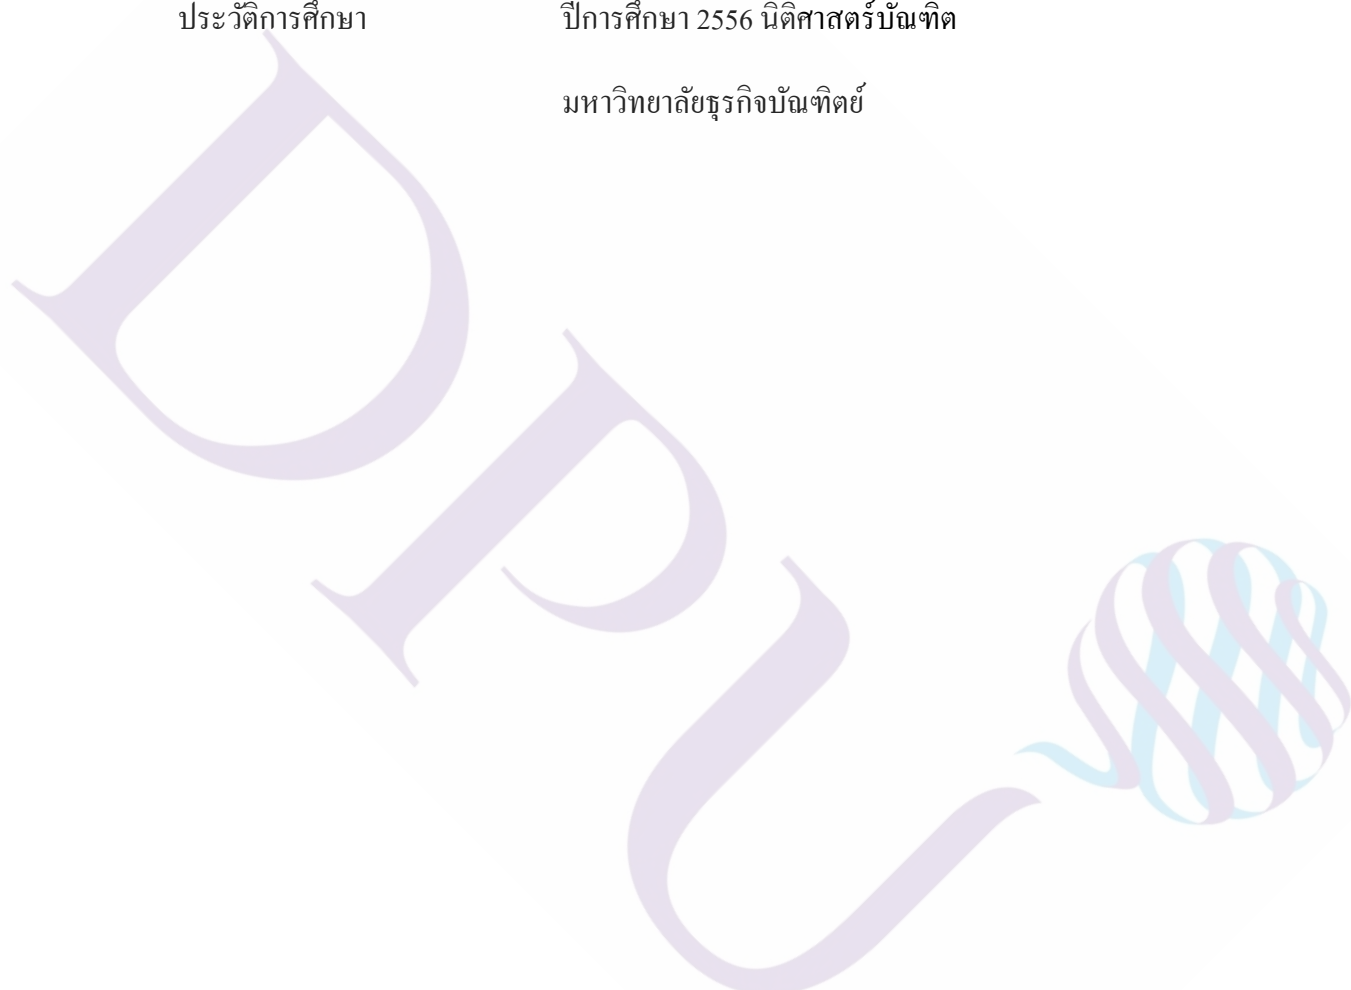 ประวัติการศึกษา ปีการศึกษา 2556 นิติศาสตร์บัณฑิต
มหาวิทยาลัยธุรกิจบัณฑิตย์
DPU